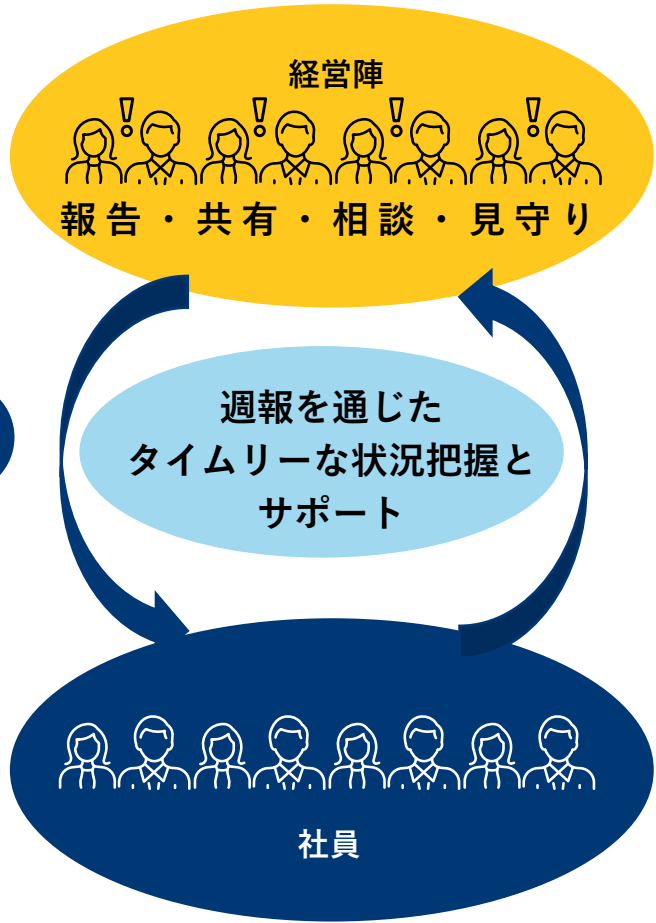 経営陣
報告・共有・相談・見守り
週報を通じた
タイムリーな状況把握と
サポート
社員